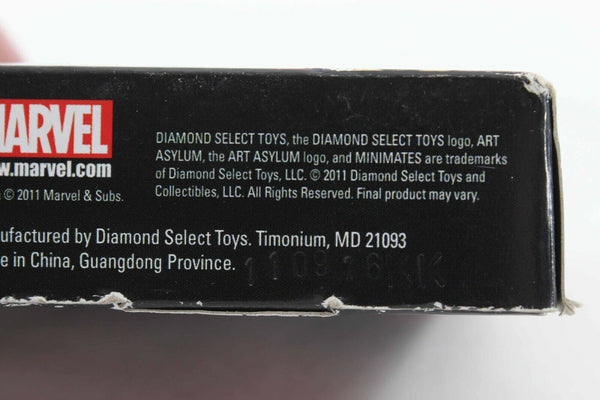 MARVEL
w.marvel.com
© 2011 Marvel & Subs.
DIAMOND SELECT TOYS, the DIAMOND SELECT TOYS logo, ART
ASYLUM, the ART ASYLUM logo, and MINIMATES are trademarks
of Diamond Select Toys, LLC. © 2011 Diamond Select Toys and
Collectibles, LLC. All Rights Reserved. Final product may vary.
ufactured by Diamond Select Toys. Timonium, MD 21093
e in China, Guangdong Province.
110916KK